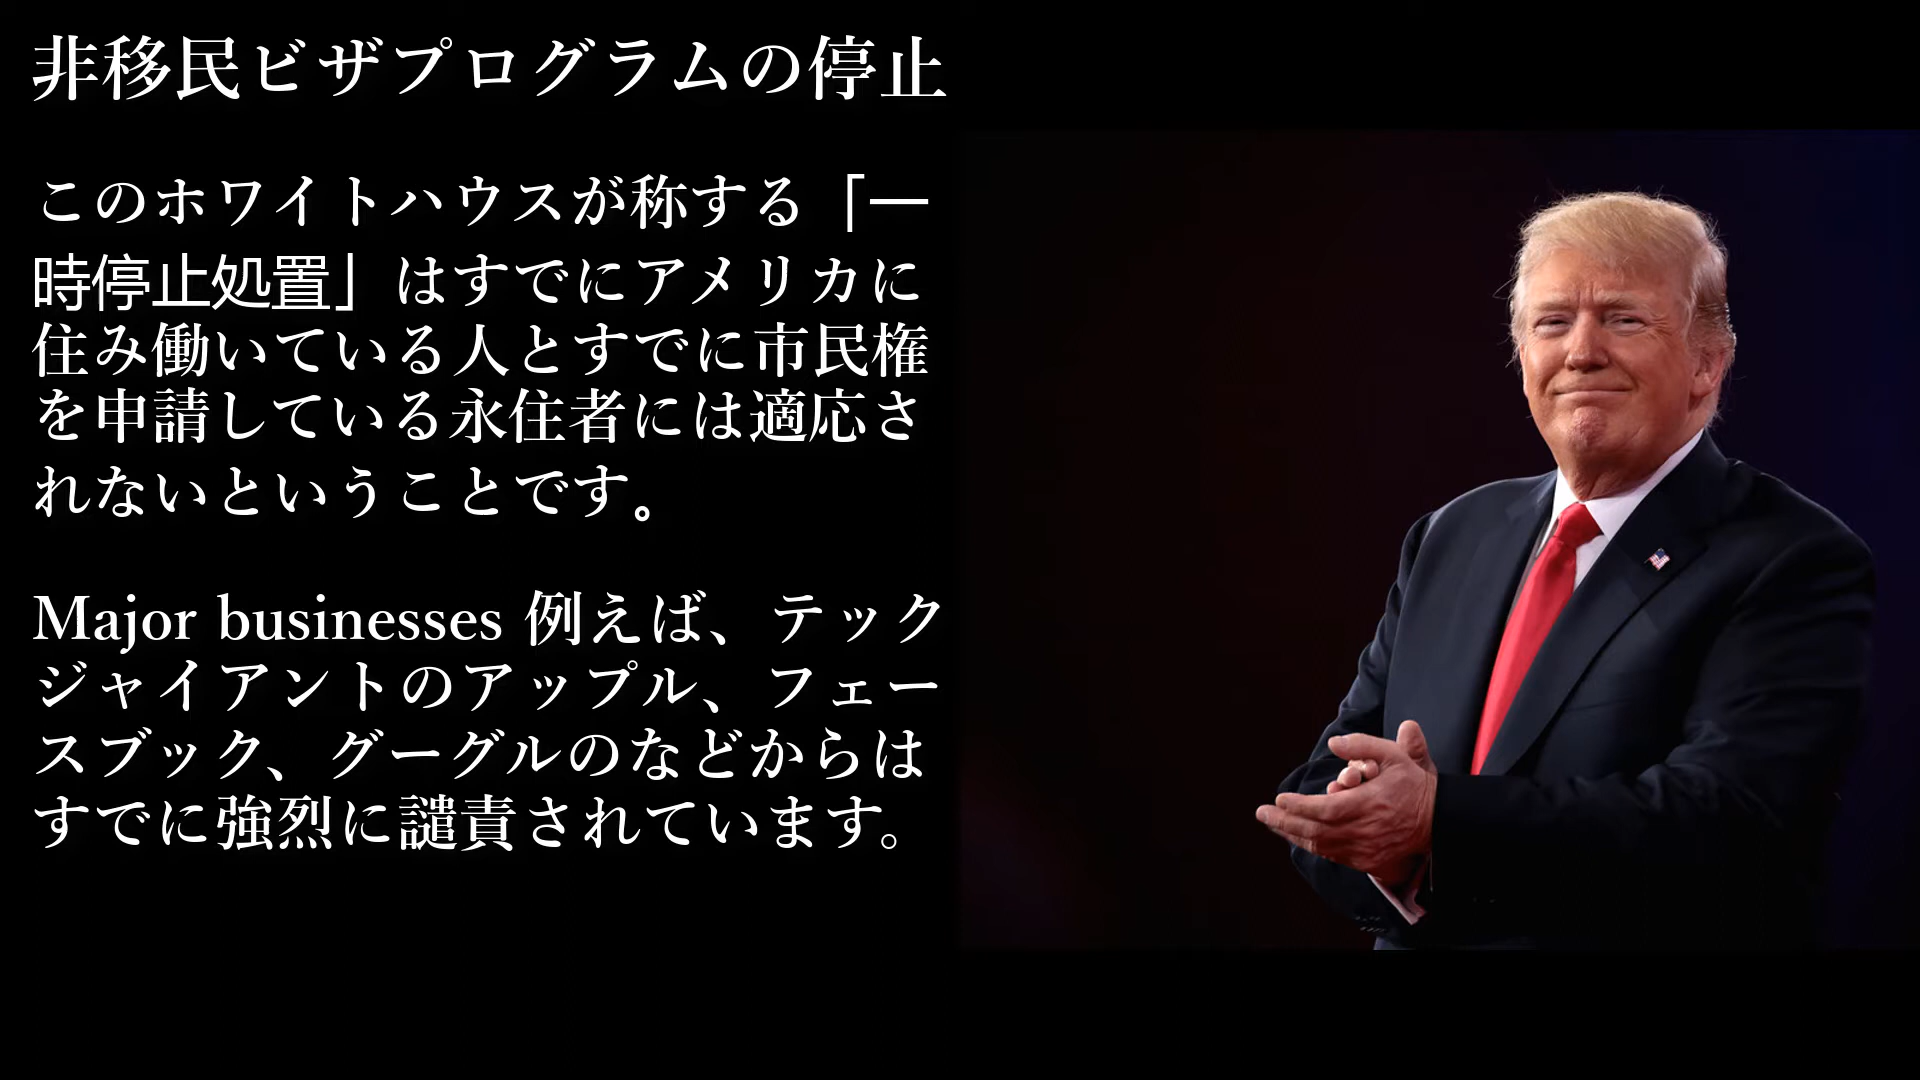 非移民ビザプログラムの停止
このホワイトハウスが称する「一
時停止処置」はすでにアメリカに
住み働いている人とすでに市民権
を申請している永住者には適応さ
れないということです。
Major businesses 例えば、テック
ジャイアントのアップル、フェー
スブック、グーグルのなどからは
すでに強烈に譴責されています。